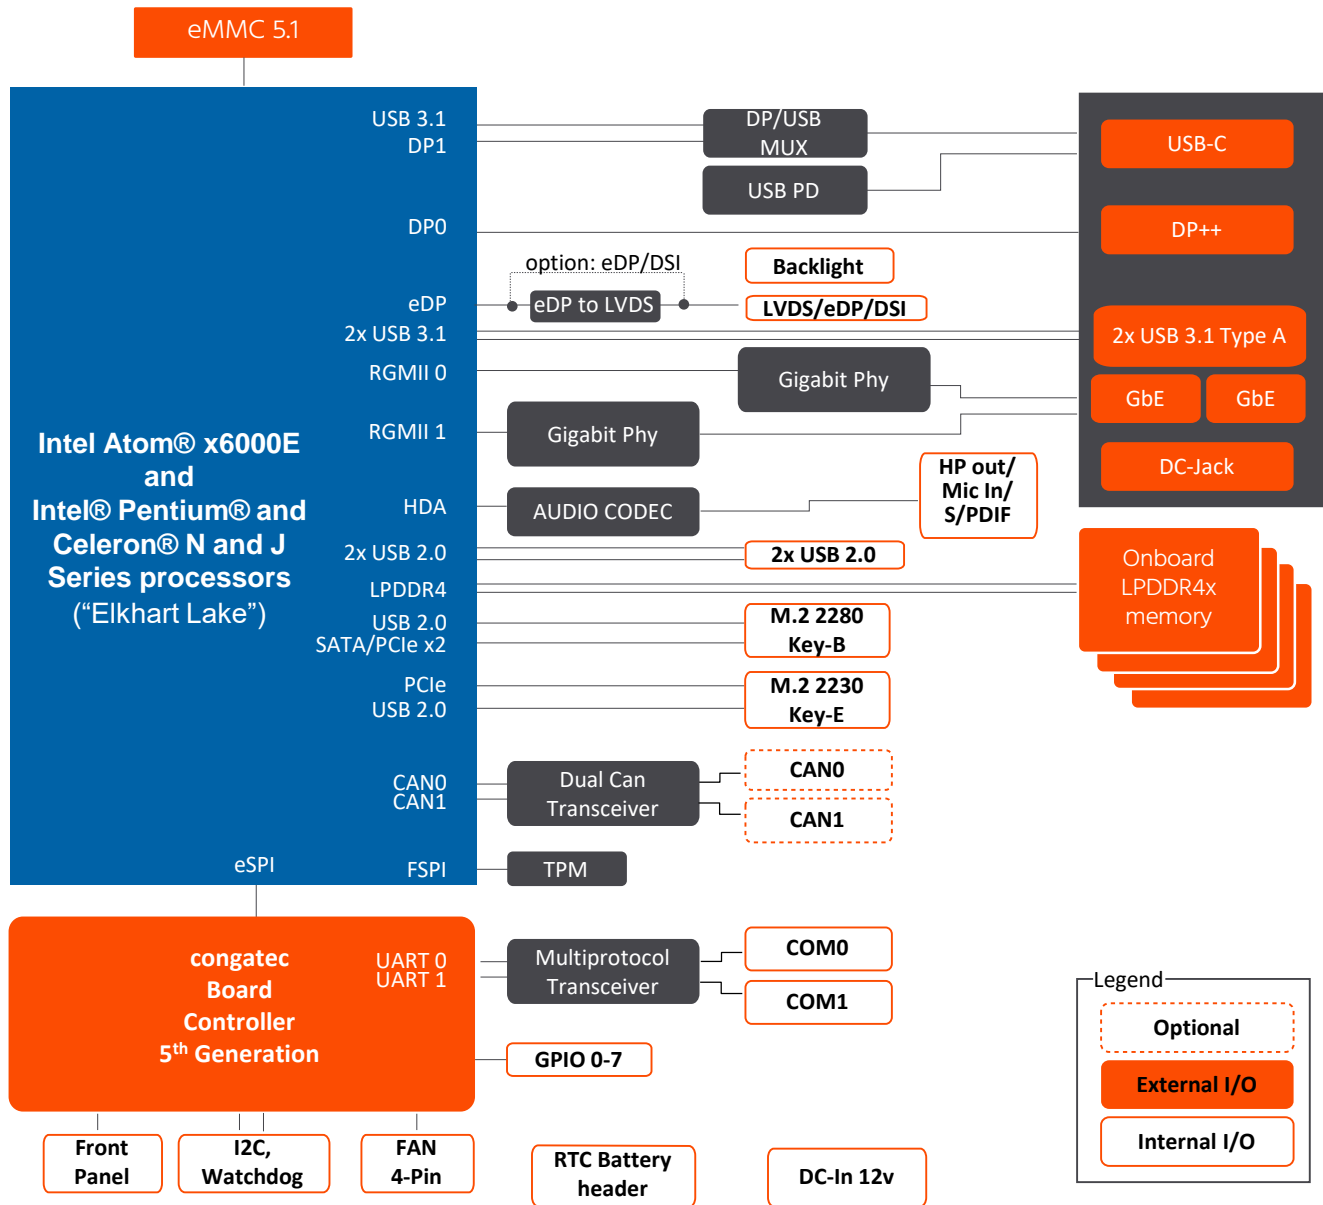 eMMC 5.1
USB 3.1
DP1
DP/USB
MUX
USB PD
USB-C
DP0
DP++
option: eDP/DSI
Backlight
eDP
eDP to LVDS
LVDS/eDP/DSI
2x USB 3.1
2x USB 3.1 Type A
RGMII 0
Gigabit Phy
GbE
GbE
RGMII 1
Gigabit Phy
DC-Jack
Intel Atom® x6000E
and
Intel® Pentium® and
Celeron® N and J
Series processors
(“Elkhart Lake”)
HDA
AUDIO CODEC
HP out/
Mic In/
S/PDIF
2x USB 2.0
2x USB 2.0
LPDDR4
Onboard
LPDDR4x
memory
USB 2.0
SATA/PCIe x2
M.2 2280
Key-B
PCIe
USB 2.0
M.2 2230
Key-E
CAN0
CAN1
Dual Can
Transceiver
CAN0
CAN1
eSPI
FSPI
TPM
congatec
Board
Controller
5th Generation
UART 0
UART 1
Multiprotocol
Transceiver
COM0
COM1
GPIO 0-7
Front
Panel
I2C,
Watchdog
FAN
4-Pin
RTC Battery
header
DC-In 12v
Legend
Optional
External I/O
Internal I/O